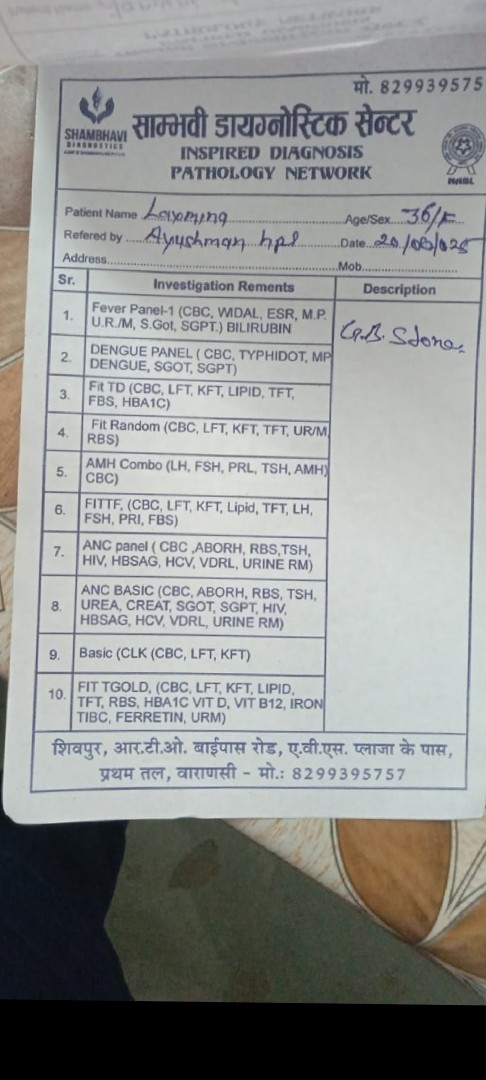 मो. 829939575
SHAMBHAVI
DIAGNOSTICS
साम्भवी डायग्नोस्टिक सेन्टर
INSPIRED DIAGNOSIS
PATHOLOGY NETWORK
NABL
Patient Name Age/Sex 36/F
Refered by Ayushman hpl Date 20/
Address Mob
Sr. Investigation Rements Description
1. Fever Panel-1 (CBC, WIDAL, ESR, M.P.
U.R./M, S.Got, SGPT.) BILIRUBIN
G.B. Stone
2. DENGUE PANEL ( CBC, TYPHIDOT, MP
DENGUE, SGOT, SGPT)
3. Fit TD (CBC, LFT, KFT, LIPID, TFT,
FBS, HBA1C)
4. Fit Random (CBC, LFT, KFT, TFT, UR/M,
RBS)
5. AMH Combo (LH, FSH, PRL, TSH, AMH)
CBC)
6. FITTF, (CBC, LFT, KFT, Lipid, TFT, LH,
FSH, PRI, FBS)
7. ANC panel ( CBC ,ABORH, RBS,TSH,
HIV, HBSAG, HCV, VDRL, URINE RM)
8. ANC BASIC (CBC, ABORH, RBS, TSH,
UREA, CREAT, SGOT, SGPT, HIV,
HBSAG, HCV, VDRL, URINE RM)
9. Basic (CLK (CBC, LFT, KFT)
10. FIT TGOLD, (CBC, LFT, KFT, LIPID,
TFT, RBS, HBA1C VIT D, VIT B12, IRON
TIBC, FERRETIN, URM)
शिवपुर, आर.टी.ओ. बाईपास रोड, ए.वी.एस. प्लाजा के पास,
प्रथम तल, वाराणसी - मो.: 8299395757